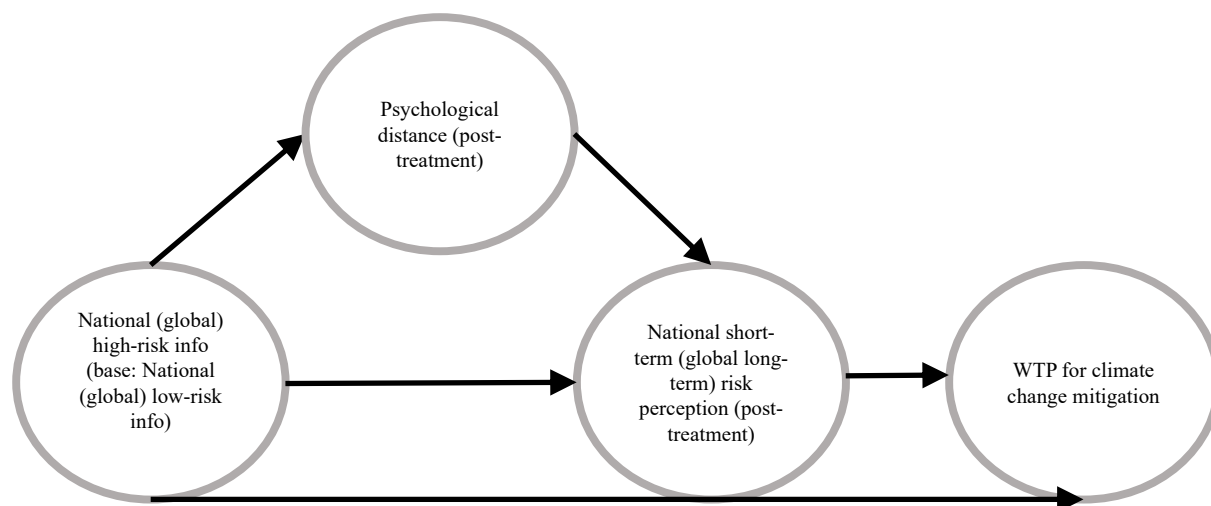 Psychological
distance (post-
treatment)
National (global)
high-risk info
(base: National
(global) low-risk
info)
National short-
term (global long-
term) risk
perception (post-
treatment)
WTP for climate
change mitigation